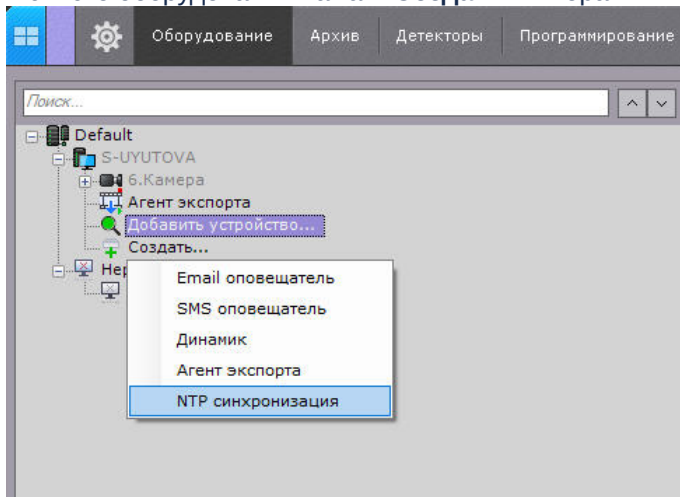 Оборудование Архив Детекторы Программирование
Поиск...
Default
S-UYUTOVA
6.Камера
Агент экспорта
Добавить устройство...
Создать...
Email оповещатель
SMS оповещатель
Динамик
Агент экспорта
NTP синхронизация